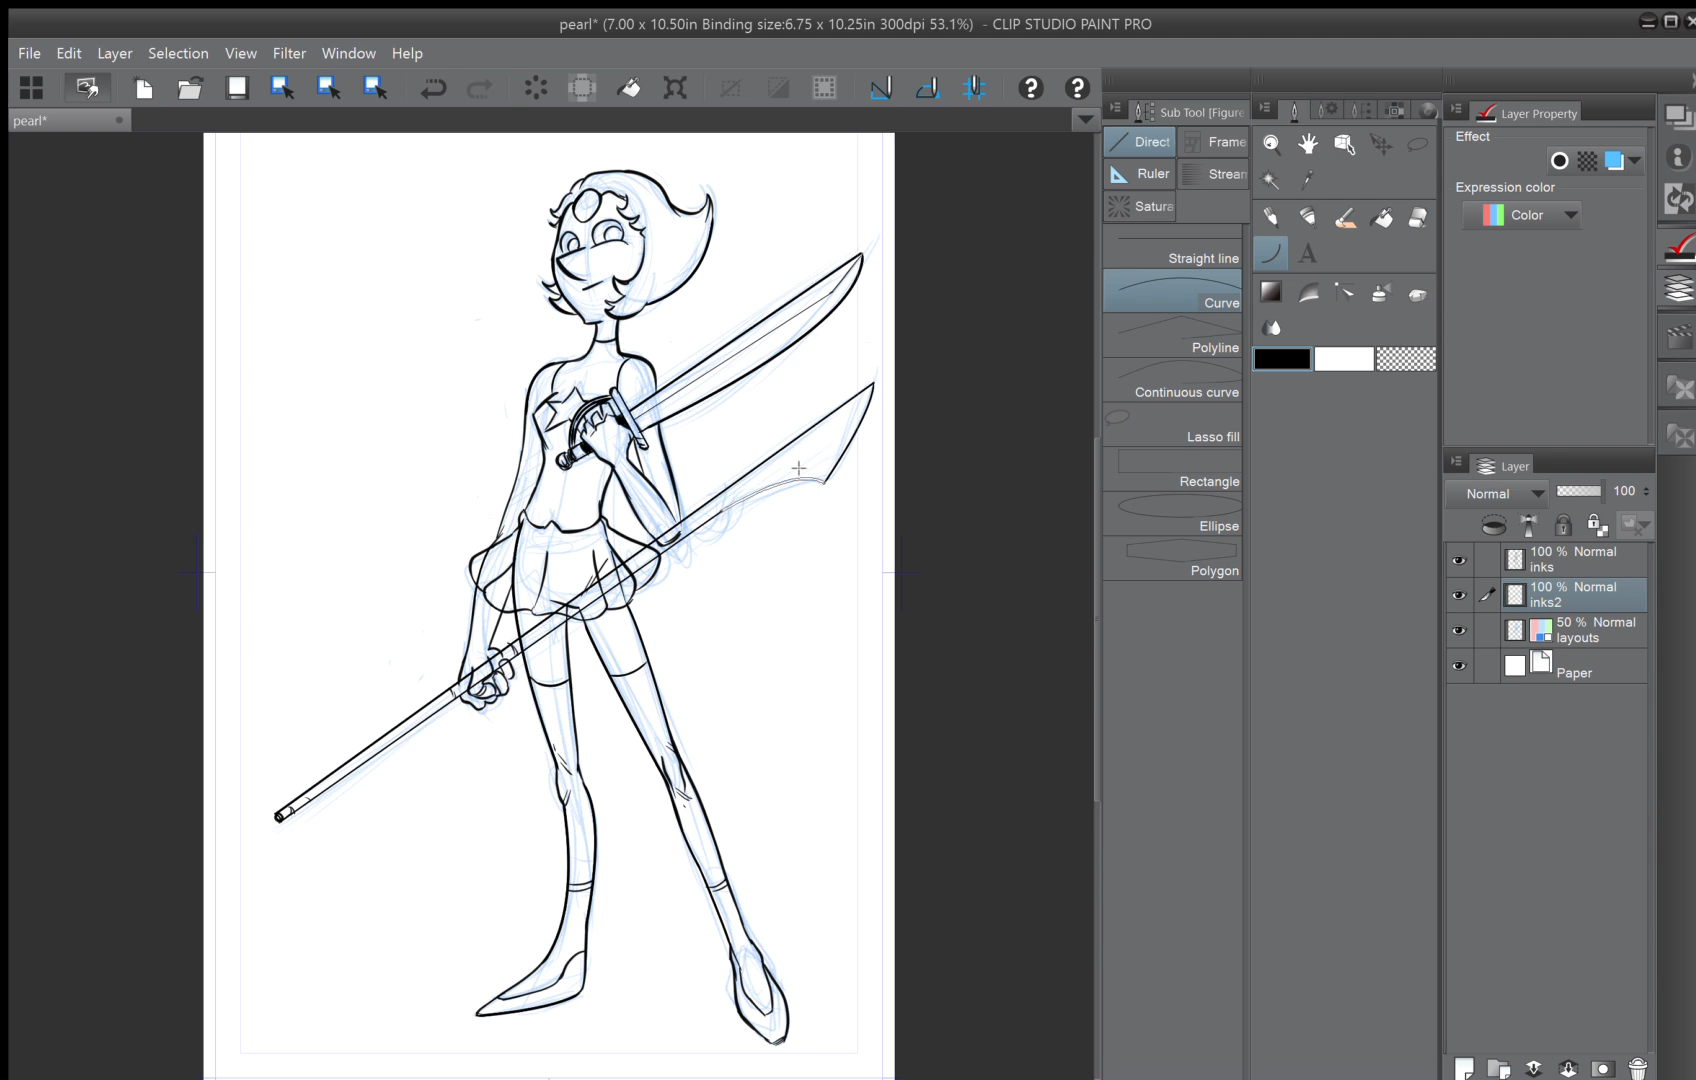 pearl* (7.00 x 10.50in Binding size:6.75 x 10.25in 300dpi 53.1%) - CLIP STUDIO PAINT PRO
File Edit Layer Selection View Filter Window Help
pearl*
Sub Tool [Figure
Direct
Frame
Ruler
Strean
Satura
Straight line
Curve
Polyline
Continuous curve
Lasso fill
Rectangle
Ellipse
Polygon
A
Layer Property
Effect
Expression color
Color
Layer
Normal
100
100 % Normal
inks
100 % Normal
inks2
50 % Normal
layouts
Paper